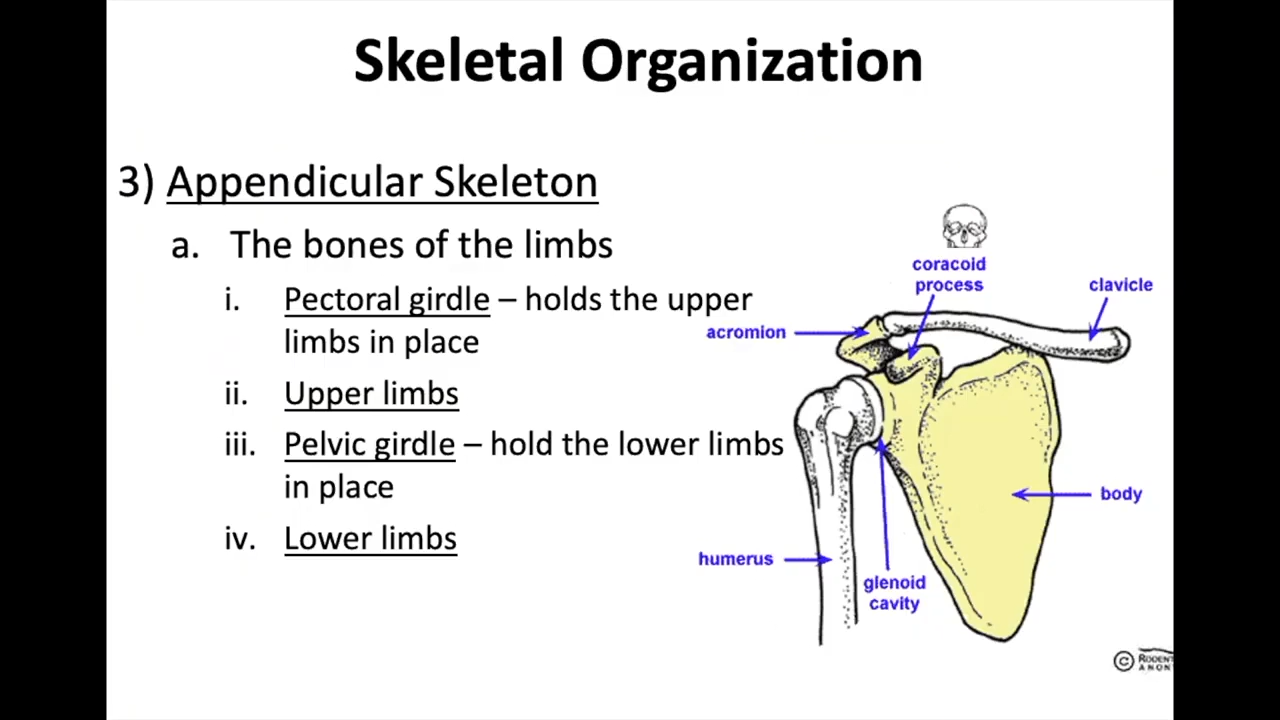 Skeletal Organization
3) Appendicular Skeleton
a. The bones of the limbs
i. Pectoral girdle – holds the upper
limbs in place
ii. Upper limbs
iii. Pelvic girdle – hold the lower limbs
in place
iv. Lower limbs
coracoid
process
clavicle
acromion
body
humerus
glenoid
cavity
© RODENT
ANON